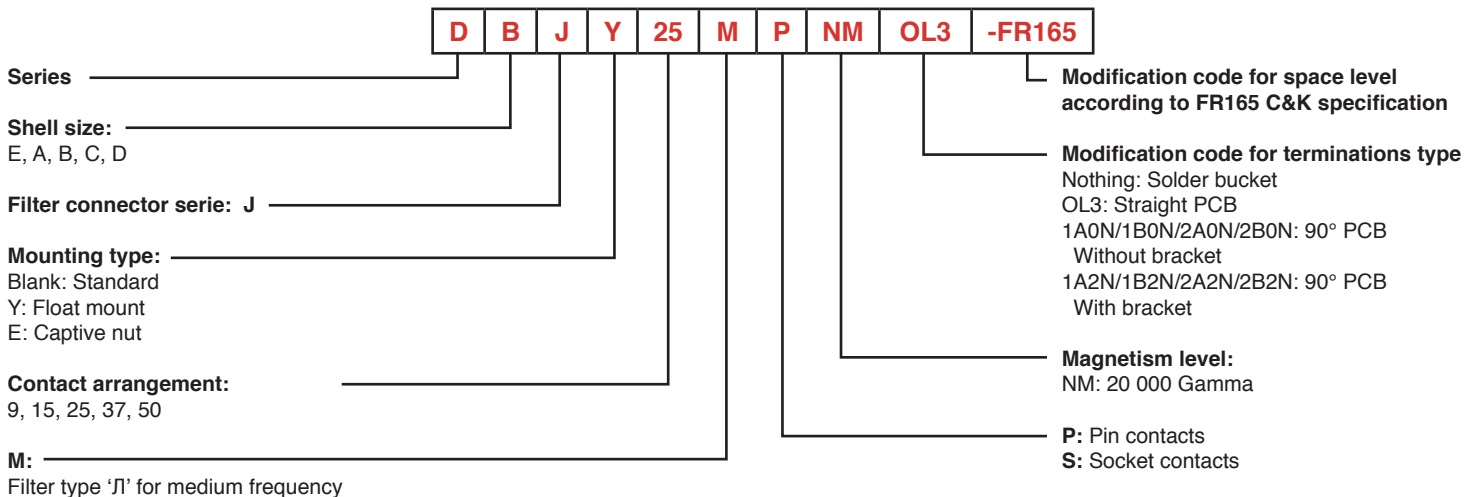 D B J Y 25 M P NM OL3 -FR165
Series
Shell size:
E, A, B, C, D
Filter connector serie: J
Mounting type:
Blank: Standard
Y: Float mount
E: Captive nut
Contact arrangement:
9, 15, 25, 37, 50
M:
Filter type ‘Л’ for medium frequency
Modification code for space level
according to FR165 C&K specification
Modification code for terminations type
Nothing: Solder bucket
OL3: Straight PCB
1A0N/1B0N/2A0N/2B0N: 90° PCB
Without bracket
1A2N/1B2N/2A2N/2B2N: 90° PCB
With bracket
Magnetism level:
NM: 20 000 Gamma
P: Pin contacts
S: Socket contacts